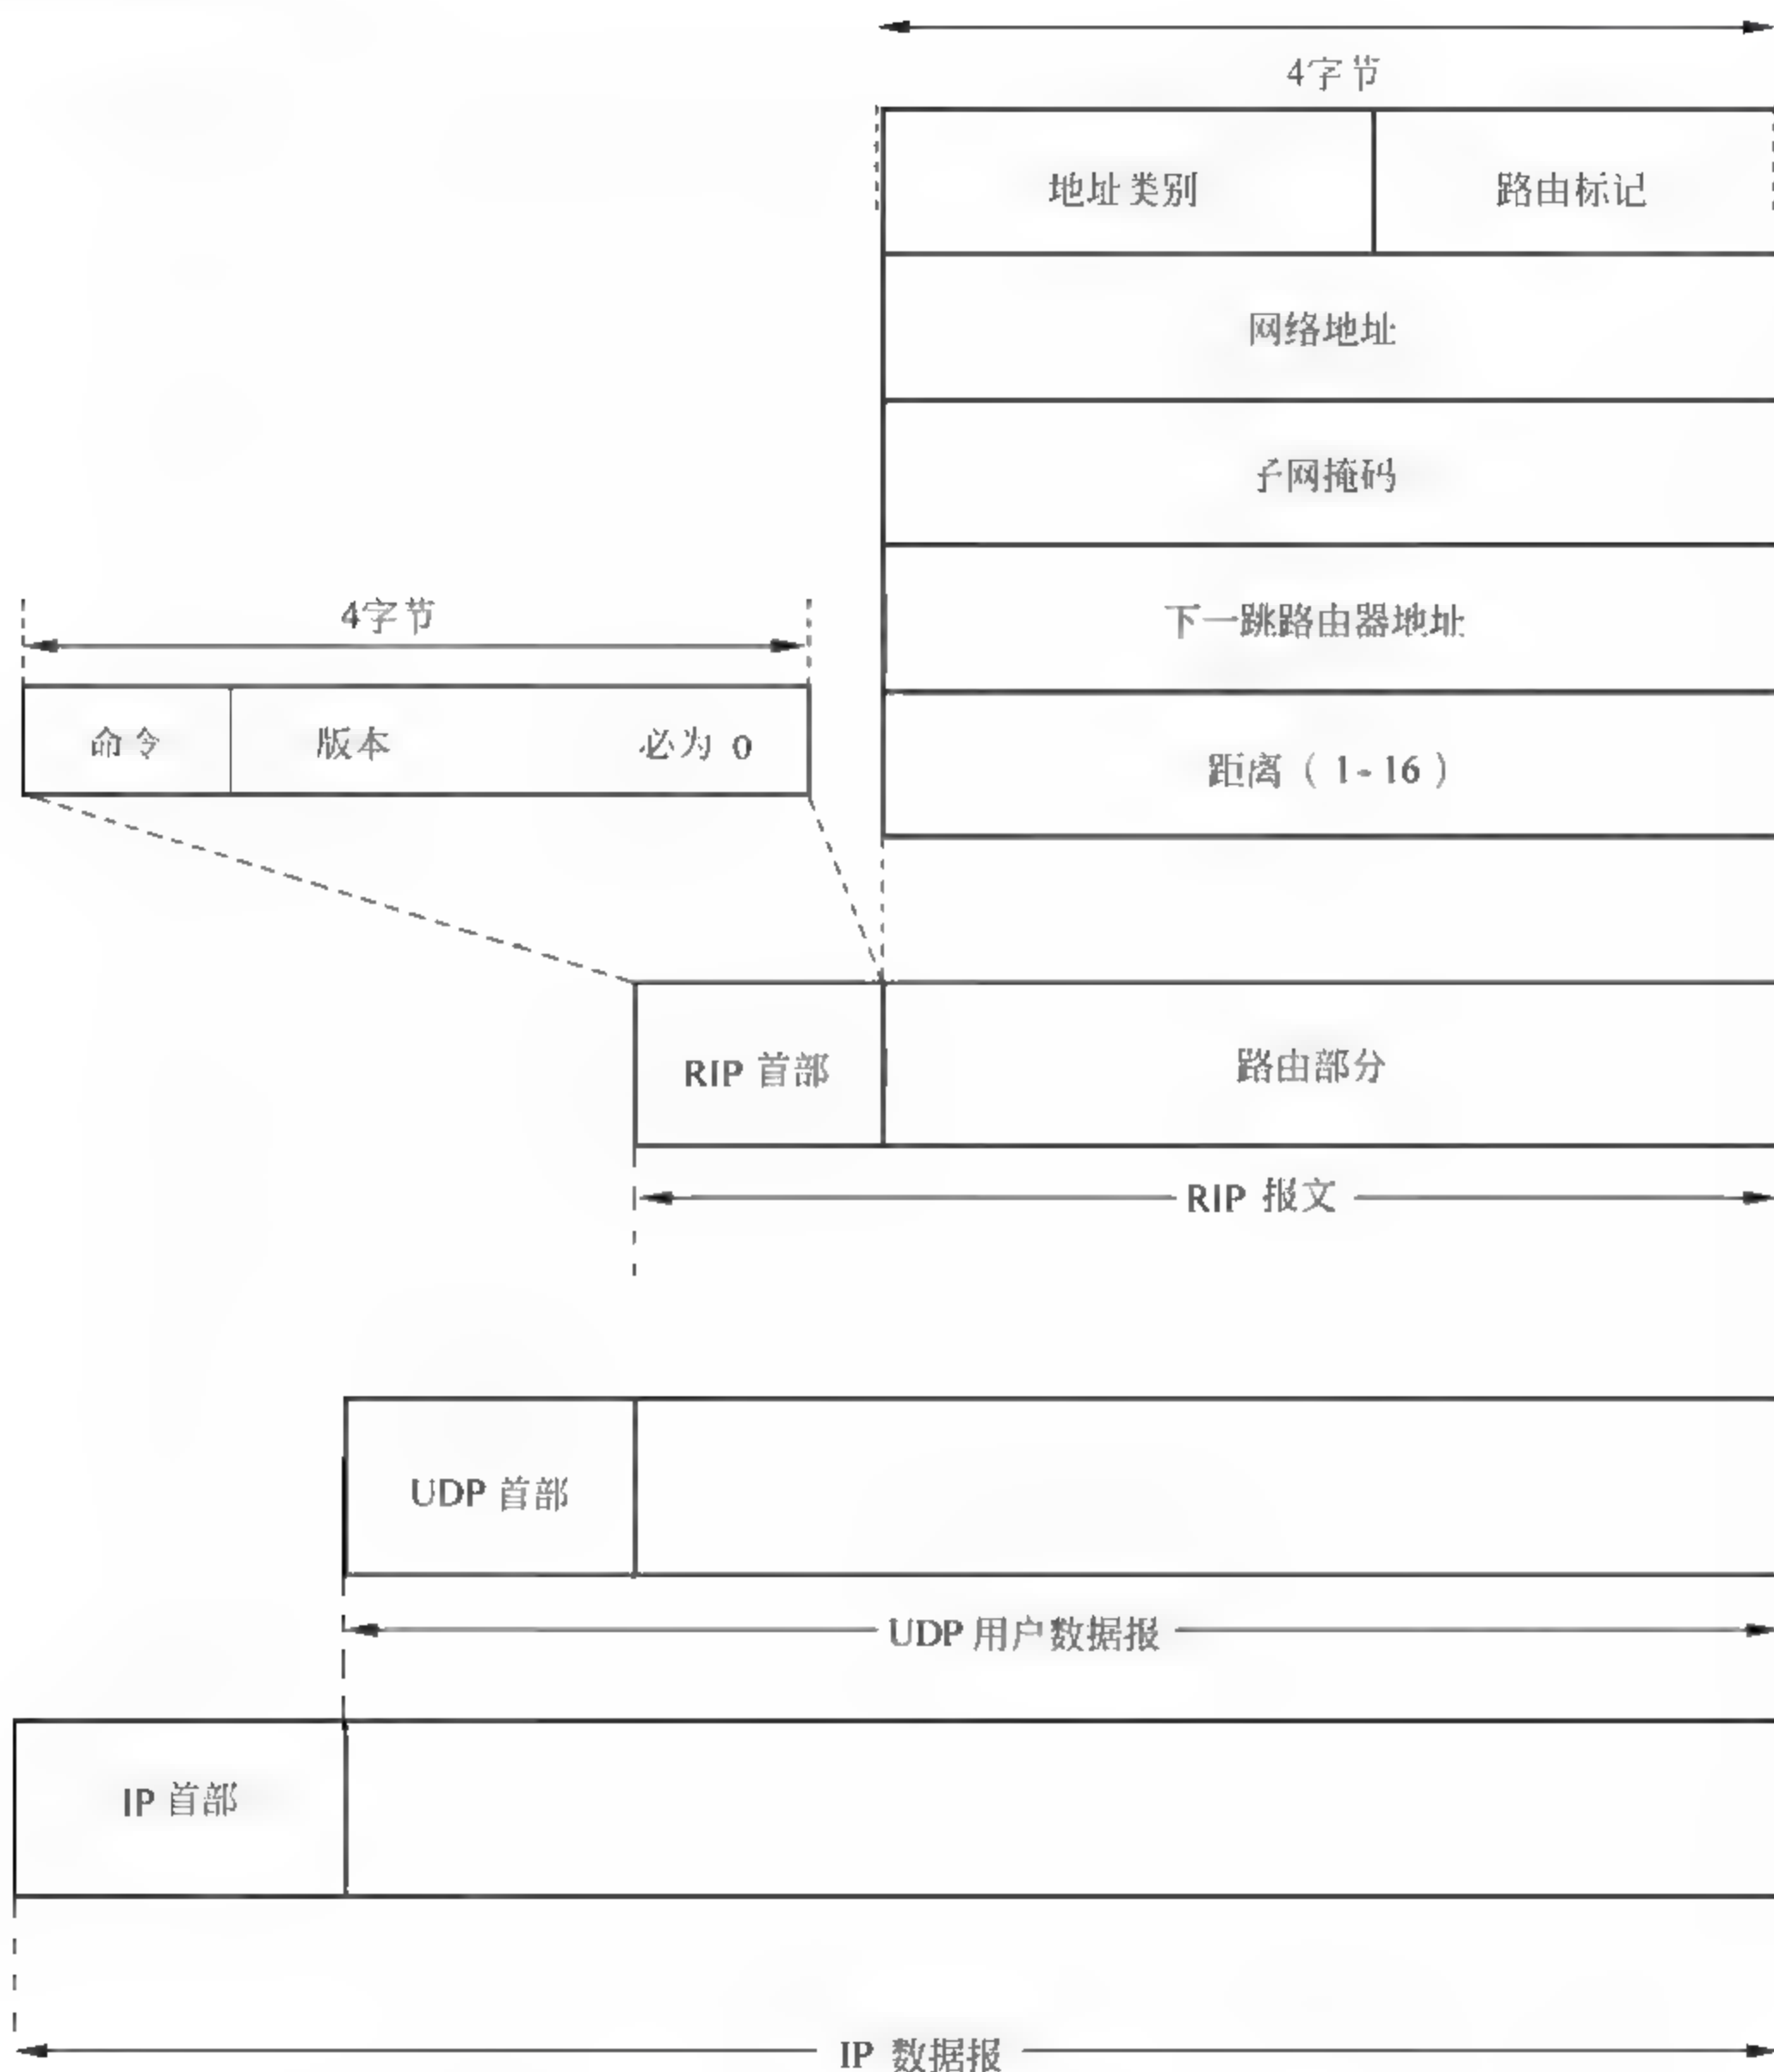 4字节
地址类别 路由标记
网络地址
子网掩码
下一跳路由器地址
距离（1-16）
4字节
命令 版本 必为 0
RIP 首部 路由部分
RIP 报文
UDP 首部
UDP 用户数据报
IP 首部
IP 数据报